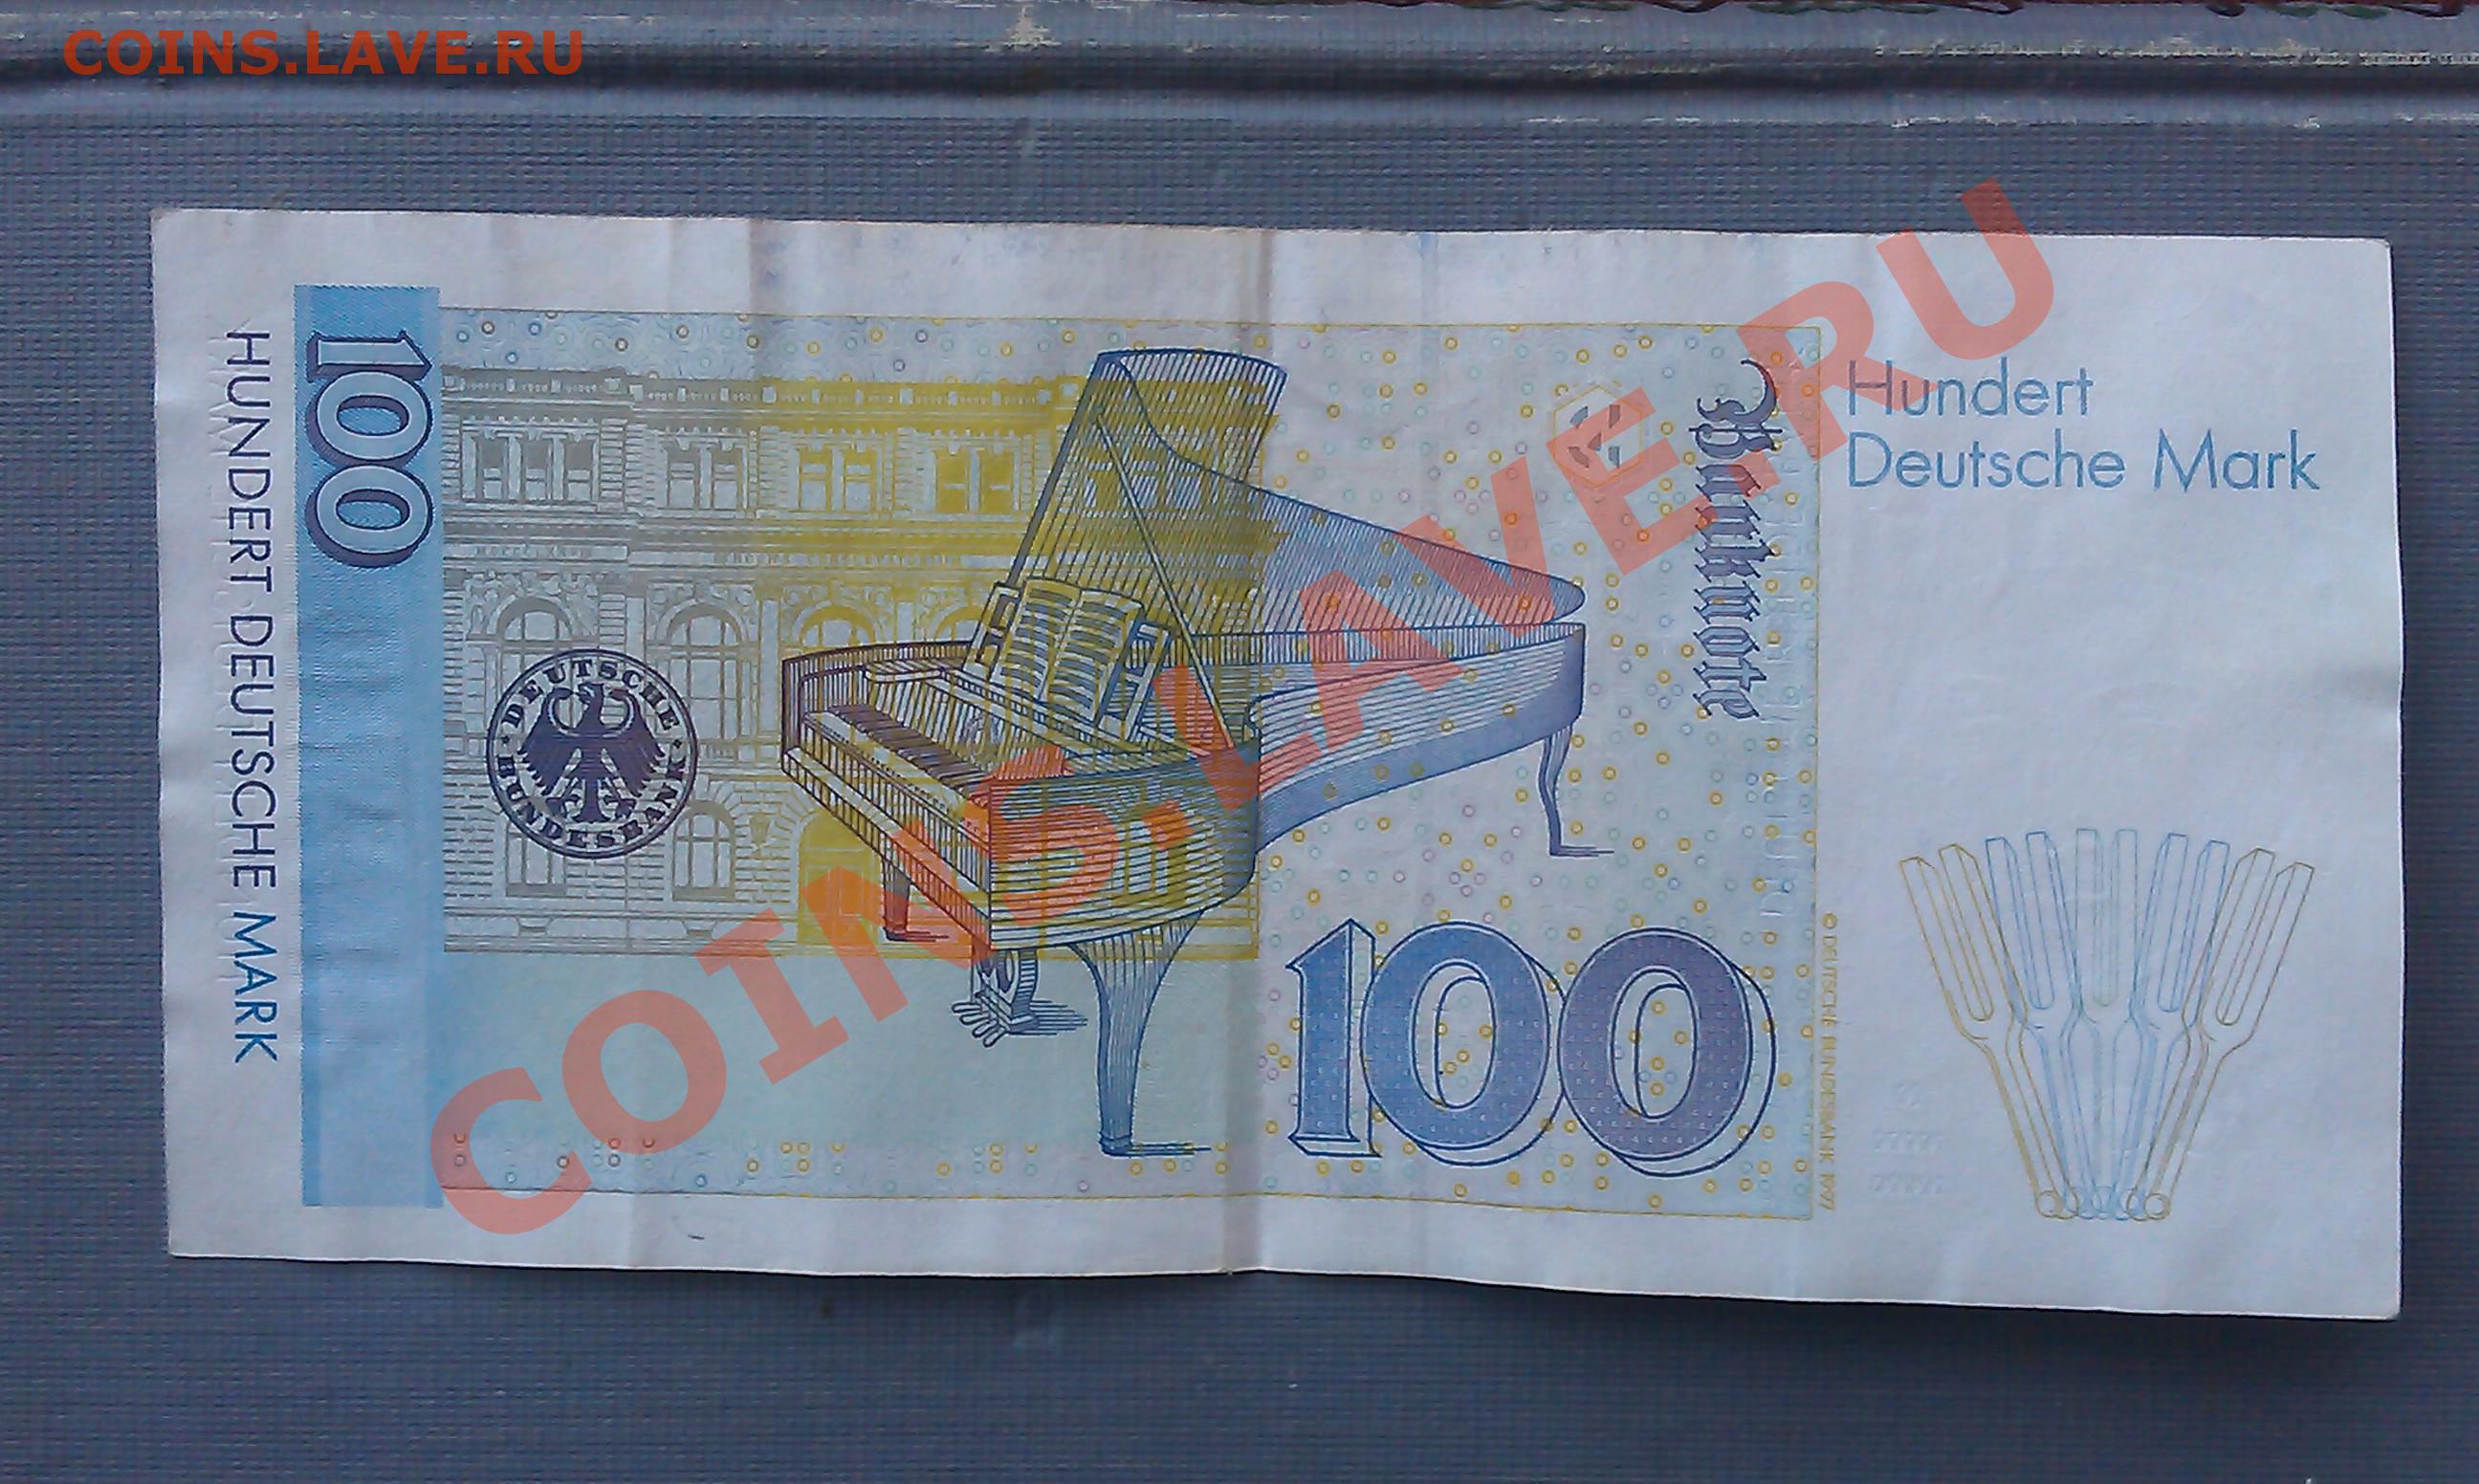 COINS.LAVE.RU
HUNDERT DEUTSCHE MARK
100
DEUTSCHE
BUNDESBANK
Banknote
Hundert
Deutsche Mark
100
© DEUTSCHE BUNDESBANK 1997
COINS.LAVE.RU